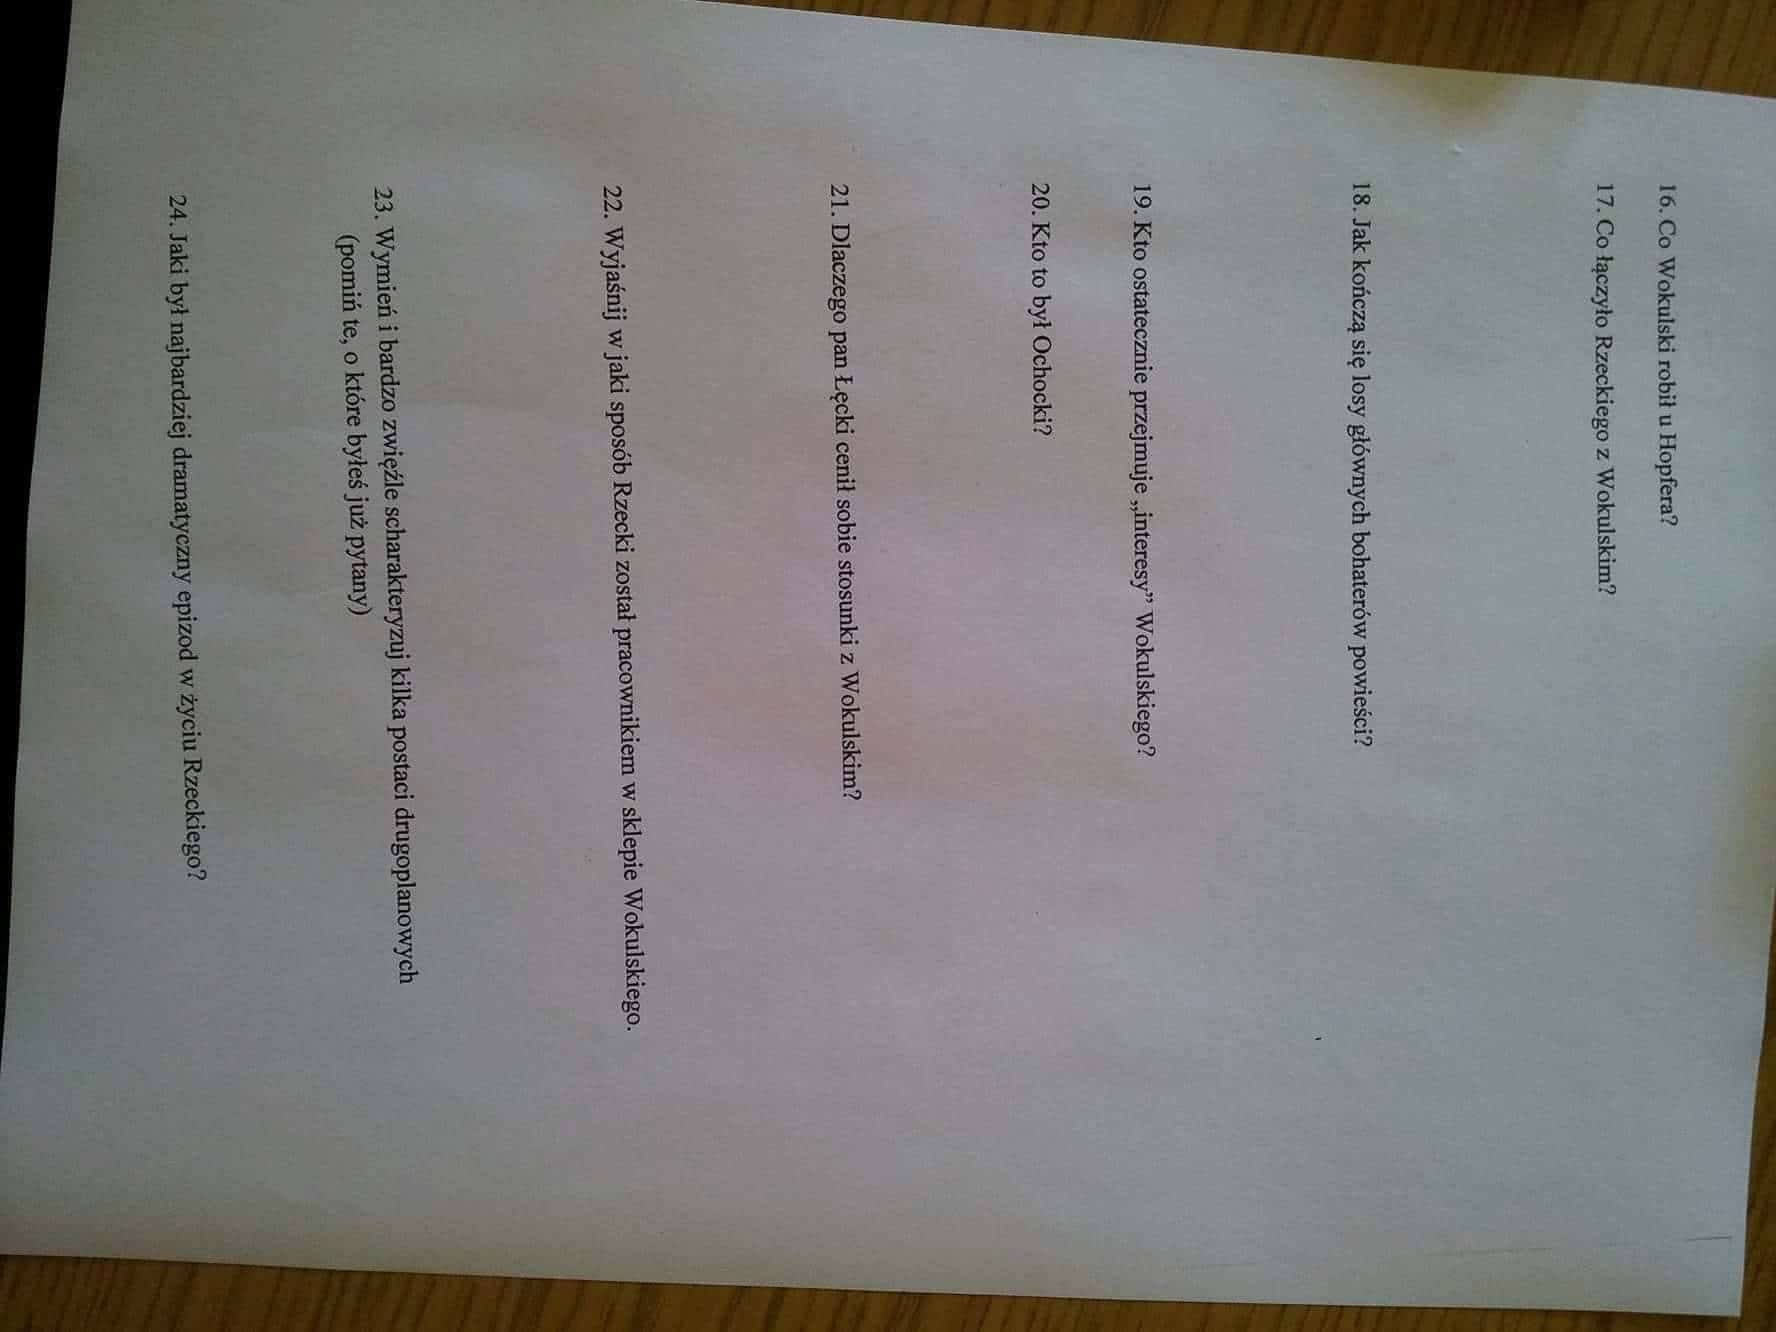 16. Co Wokulski robił u Hopfera?
17. Co łączyło Rzeckiego z Wokulskim?
18. Jak kończą się losy głównych bohaterów powieści?
19. Kto ostatecznie przejmuje „interesy” Wokulskiego?
20. Kto to był Ochocki?
21. Dlaczego pan Łęcki cenił sobie stosunki z Wokulskim?
22. Wyjaśnij w jaki sposób Rzecki został pracownikiem w sklepie Wokulskiego.
23. Wymień i bardzo zwięźle scharakteryzuj kilka postaci drugoplanowych
(pomiń te, o które byłeś już pytany)
24. Jaki był najbardziej dramatyczny epizod w życiu Rzeckiego?